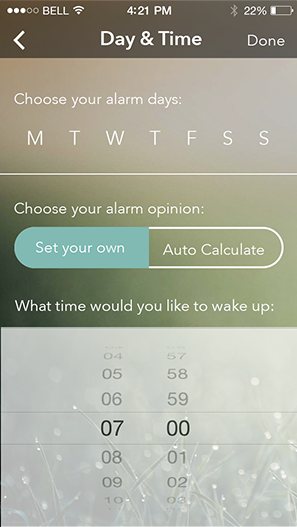 BELL 4:21 PM 22%
Day & Time Done
Choose your alarm days:
M T W T F S S
Choose your alarm opinion:
Set your own Auto Calculate
What time would you like to wake up:
04 57
05 58
06 59
07 00
08 01
09 02
10 03